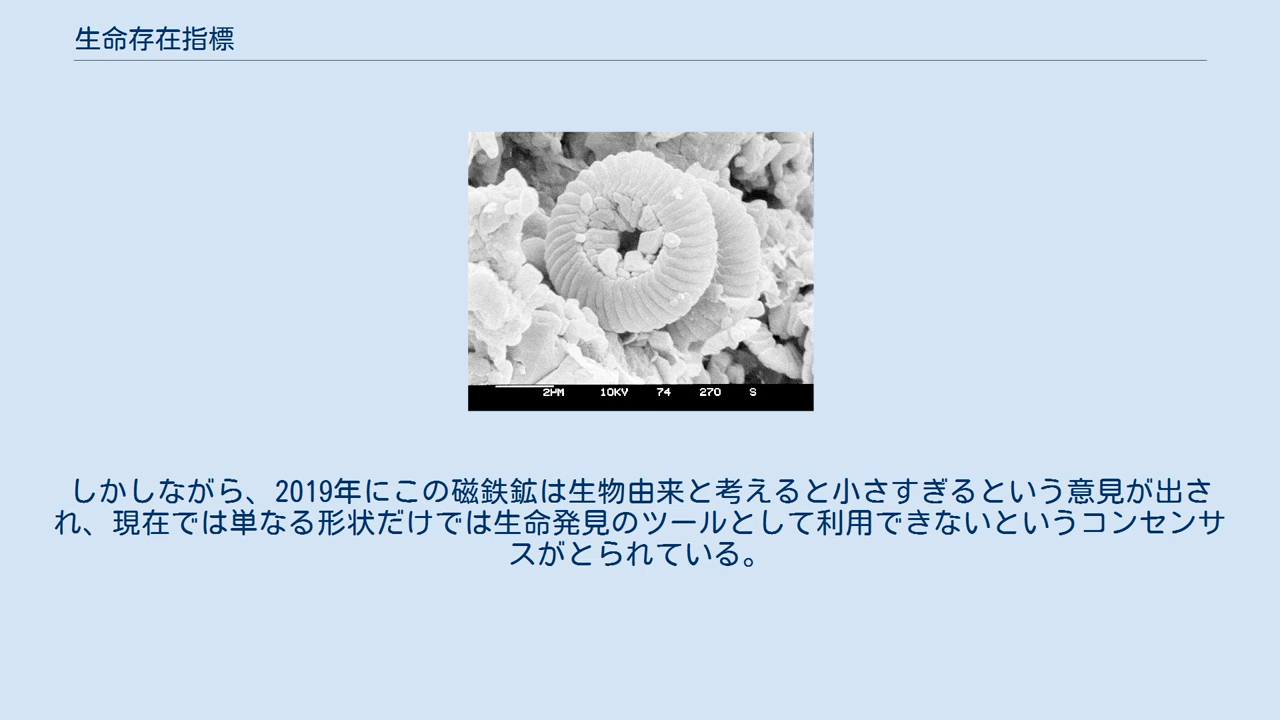 生命存在指標
2µM 10KV 74 270 S
しかしながら、2019年にこの磁鉄鉱は生物由来と考えると小さすぎるという意見が出さ
れ、現在では単なる形状だけでは生命発見のツールとして利用できないというコンセンサ
スがとられている。